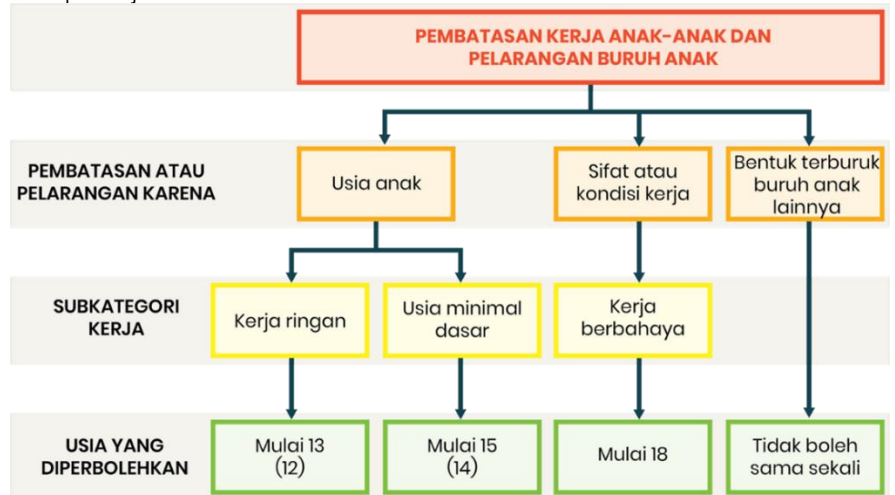 PEMBATASAN KERJA ANAK-ANAK DAN
PELARANGAN BURUH ANAK
PEMBATASAN ATAU
PELARANGAN KARENA
Usia anak
Sifat atau
kondisi kerja
Bentuk terburuk
buruh anak
lainnya
SUBKATEGORI
KERJA
Kerja ringan
Usia minimal
dasar
Kerja
berbahaya
USIA YANG
DIPERBOLEHKAN
Mulai 13
(12)
Mulai 15
(14)
Mulai 18
Tidak boleh
sama sekali